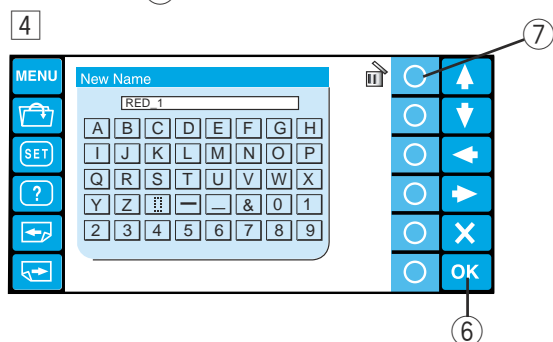 4
7
MENU
New Name
RED_1
A B C D E F G H
I J K L M N O P
SET
Q R S T U V W X
?
Y Z — _ & 0 1
2 3 4 5 6 7 8 9
X
OK
6